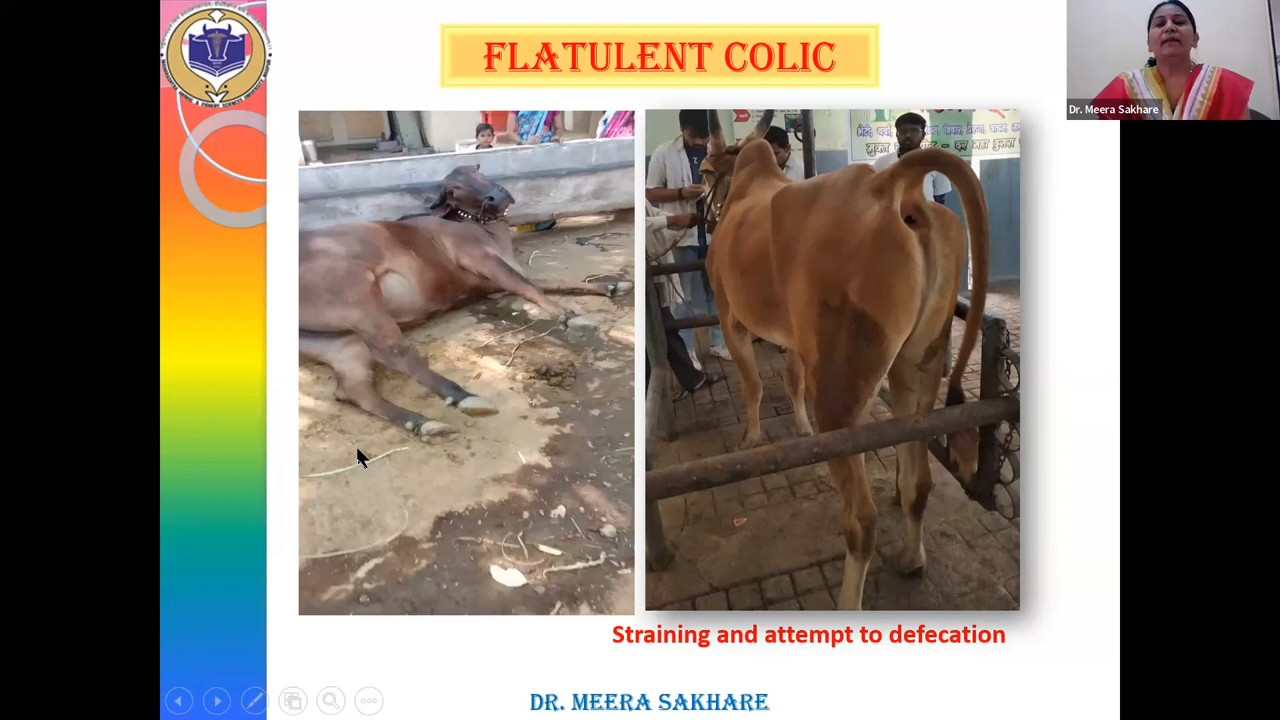 FLATULENT COLIC
Dr. Meera Sakhare
Straining and attempt to defecation
DR. MEERA SAKHARE